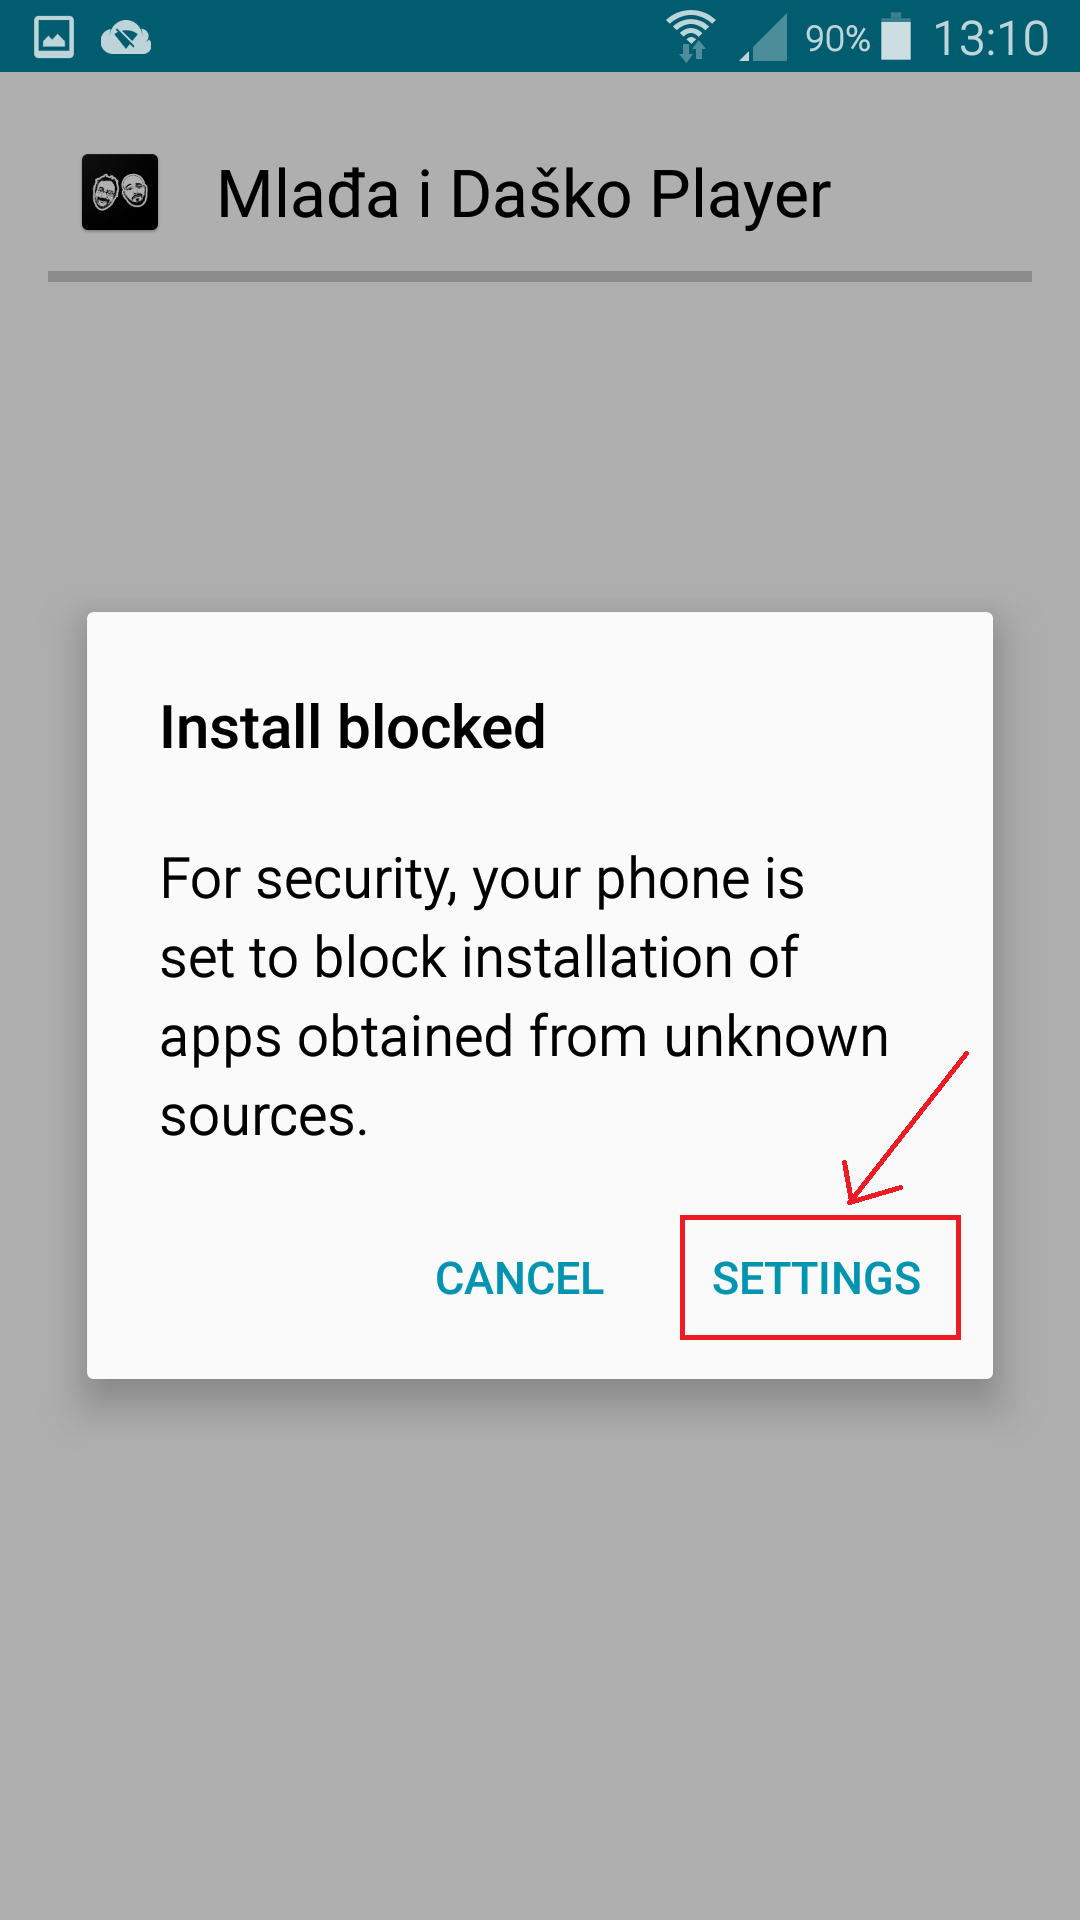 90% 13:10
Mlađa i Daško Player
Install blocked
For security, your phone is
set to block installation of
apps obtained from unknown
sources.
CANCEL SETTINGS